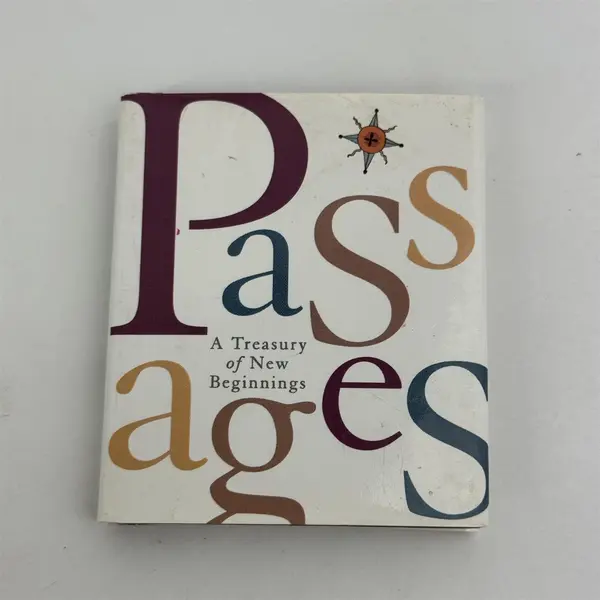 Pass
ages
A Treasury
of New
Beginnings